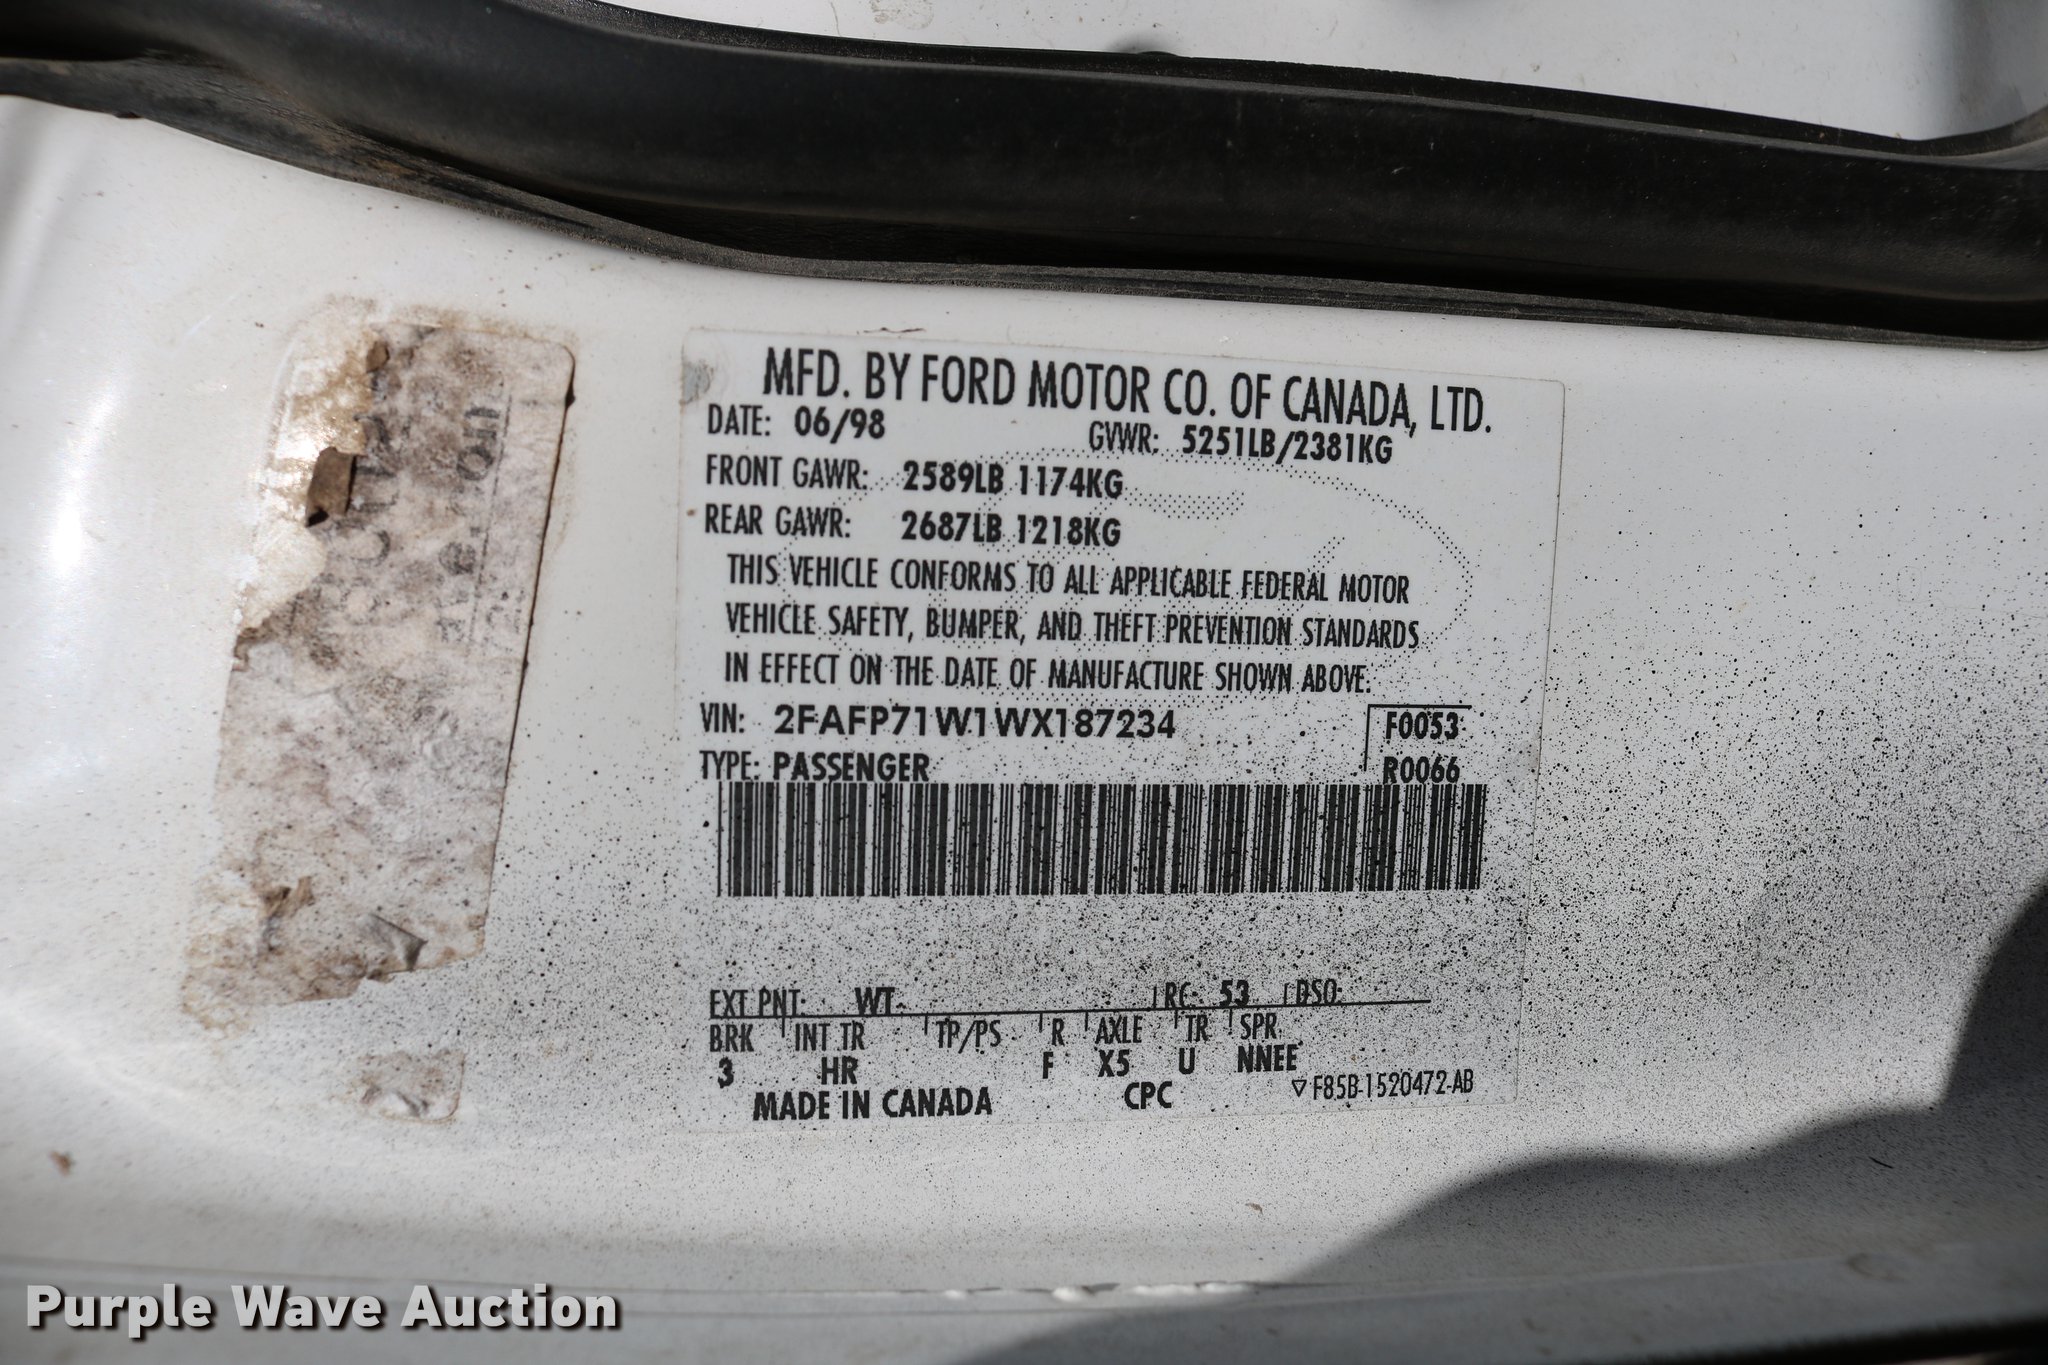 MFD. BY FORD MOTOR CO. OF CANADA, LTD.
DATE: 06/98 GVWR: 5251LB/2381KG
FRONT GAWR: 2589LB 1174KG
REAR GAWR: 2687LB 1218KG
THIS VEHICLE CONFORMS TO ALL APPLICABLE FEDERAL MOTOR
VEHICLE SAFETY, BUMPER, AND THEFT PREVENTION STANDARDS
IN EFFECT ON THE DATE OF MANUFACTURE SHOWN ABOVE.
VIN: 2FAFP71W1WX187234 F0053
TYPE: PASSENGER R0066
EXT PNT: WT RC: 53 DSO:
BRK INT TR TP/PS R AXLE TR SPR
3 HR F X5 U NNEE
MADE IN CANADA CPC ▽F85B-1520472-AB
Purple Wave Auction